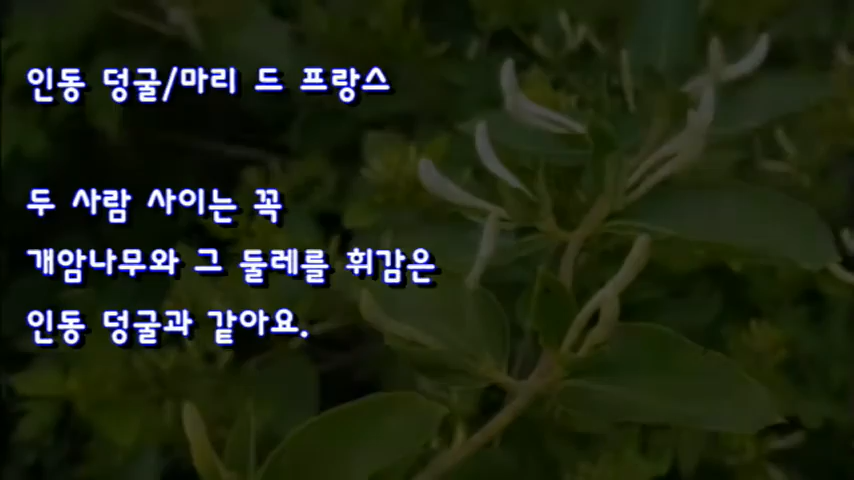 인동 덩굴/마리 드 프랑스
두 사람 사이는 꼭
개암나무와 그 둘레를 휘감은
인동 덩굴과 같아요.